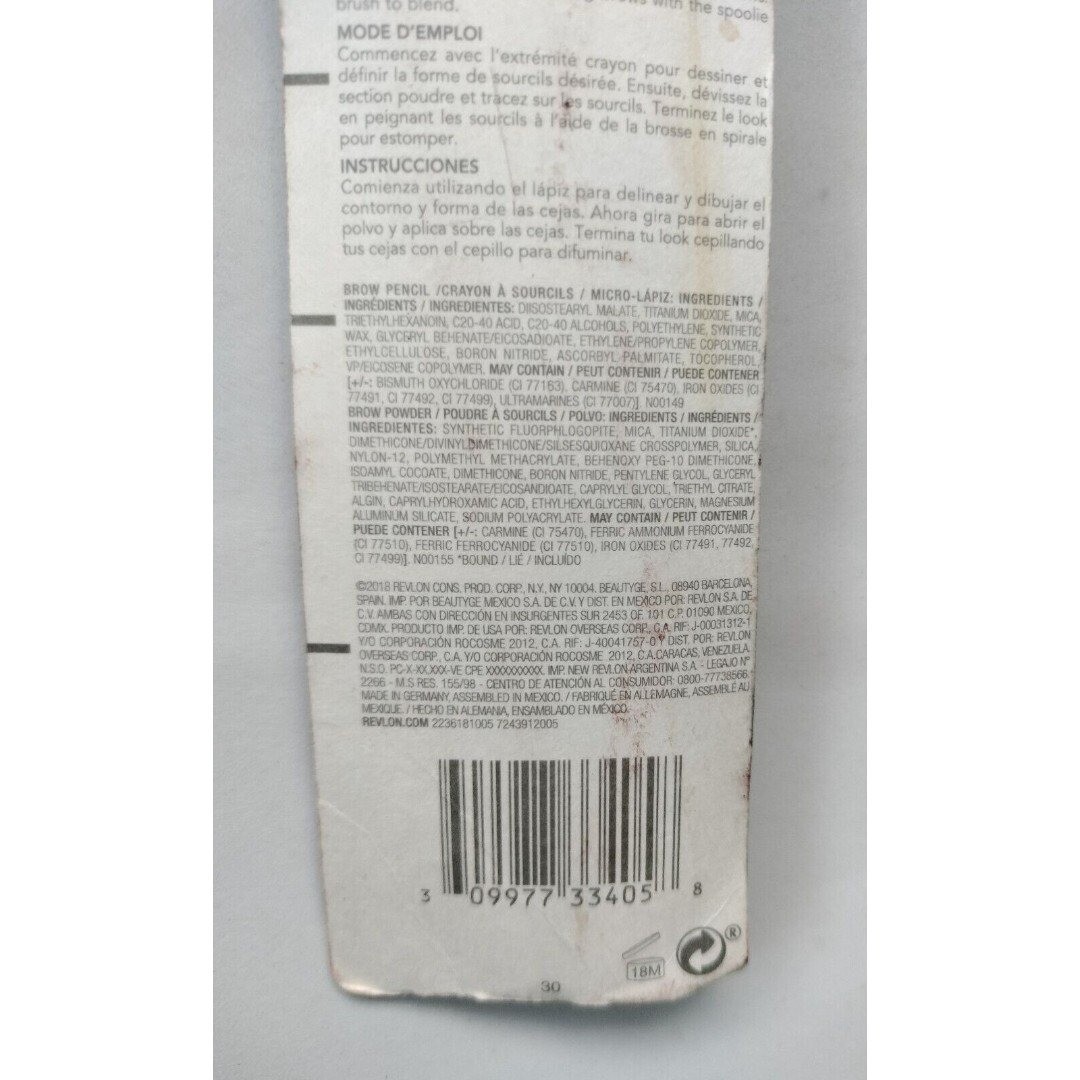 brush to blend. with the spoolie
MODE D'EMPLOI
Commencez avec l'extrémité crayon pour dessiner et
définir la forme de sourcils désirée. Ensuite, dévissez la
section poudre et tracez sur les sourcils. Terminez le look
en peignant les sourcils à l'aide de la brosse en spirale
pour estomper.
INSTRUCCIONES
Comienza utilizando el lápiz para delinear y dibujar el
contorno y forma de las cejas. Ahora gira para abrir el
polvo y aplica sobre las cejas. Termina tu look cepillando
tus cejas con el cepillo para difuminar.
BROW PENCIL /CRAYON À SOURCILS / MICRO-LÁPIZ: INGREDIENTS /
INGRÉDIENTS / INGREDIENTES: DIISOSTEARYL MALATE, TITANIUM DIOXIDE, MICA,
TRIETHYLHEXANOIN, C20-40 ACID, C20-40 ALCOHOLS, POLYETHYLENE, SYNTHETIC
WAX, GLYCERYL BEHENATE/EICOSADIOATE, ETHYLENE/PROPYLENE COPOLYMER,
ETHYLCELLULOSE, BORON NITRIDE, ASCORBYL PALMITATE, TOCOPHEROL,
VP/EICOSENE COPOLYMER. MAY CONTAIN / PEUT CONTENIR / PUEDE CONTENER
[+/-: BISMUTH OXYCHLORIDE (CI 77163), CARMINE (CI 75470), IRON OXIDES (CI
77491, CI 77492, CI 77499), ULTRAMARINES (CI 77007)]. N00149
BROW POWDER / POUDRE À SOURCILS / POLVO: INGREDIENTS / INGRÉDIENTS /
INGREDIENTES: SYNTHETIC FLUORPHLOGOPITE, MICA, TITANIUM DIOXIDE*,
DIMETHICONE/DIVINYLDIMETHICONE/SILSESQUIOXANE CROSSPOLYMER, SILICA,
NYLON-12, POLYMETHYL METHACRYLATE, BEHENOXY PEG-10 DIMETHICONE,
ISOAMYL COCOATE, DIMETHICONE, BORON NITRIDE, PENTYLENE GLYCOL, GLYCERYL
TRIBEHENATE/ISOSTEARATE/EICOSANDIOATE, CAPRYLYL GLYCOL, TRIETHYL CITRATE,
ALGIN, CAPRYLHYDROXAMIC ACID, ETHYLHEXYLGLYCERIN, GLYCERIN, MAGNESIUM
ALUMINUM SILICATE, SODIUM POLYACRYLATE. MAY CONTAIN / PEUT CONTENIR /
PUEDE CONTENER [+/-: CARMINE (CI 75470), FERRIC AMMONIUM FERROCYANIDE
(CI 77510), FERRIC FERROCYANIDE (CI 77510), IRON OXIDES (CI 77491, 77492,
CI 77499)]. N00155 *BOUND / LIÉ / INCLUÍDO
©2018 REVLON CONS. PROD. CORP., N.Y., NY 10004. BEAUTYGE, S.L., 08940 BARCELONA,
SPAIN. IMP. POR BEAUTYGE MEXICO S.A. DE C.V. Y DIST. EN MEXICO POR: REVLON S.A. DE
C.V. AMBAS CON DIRECCIÓN EN INSURGENTES SUR 2453 OF. 101 C.P. 01090 MEXICO,
CDMX. PRODUCTO IMP. DE USA POR: REVLON OVERSEAS CORP., C.A. RIF: J-00031312-1
Y/O CORPORACIÓN ROCOSME 2012, C.A. RIF: J-40041757-0 Y DIST. POR: REVLON
OVERSEAS CORP., C.A. Y/O CORPORACIÓN ROCOSME 2012, C.A. CARACAS, VENEZUELA.
N.S.O. PC-X-XX.XXX-VE CPE XXXXXXXXXX. IMP. NEW REVLON ARGENTINA S.A. - LEGAJO Nº
2266 - M.S RES. 155/98 - CENTRO DE ATENCIÓN AL CONSUMIDOR: 0800-77738566.
MADE IN GERMANY, ASSEMBLED IN MEXICO. / FABRIQUÉ EN ALLEMAGNE, ASSEMBLÉ AU
MEXIQUE. / HECHO EN ALEMANIA, ENSAMBLADO EN MÉXICO.
REVLON.COM 2236181005 7243912005
3 09977 33405 8
18M ®
30